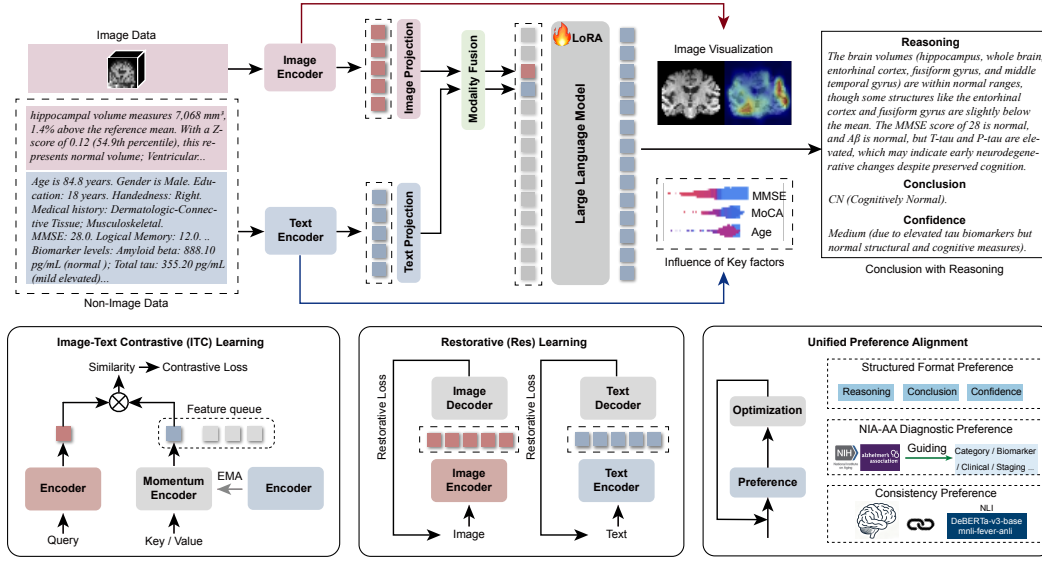 Image Data
hippocampal volume measures 7,068 mm³,
1.4% above the reference mean. With a Z-
score of 0.12 (54.9th percentile), this re-
presents normal volume; Ventricular...
Age is 84.8 years. Gender is Male. Edu-
cation: 18 years. Handedness: Right.
Medical history: Dermatologic-Connec-
tive Tissue; Musculoskeletal.
MMSE: 28.0. Logical Memory: 12.0. ..
Biomarker levels: Amyloid beta: 888.10
pg/mL (normal ); Total tau: 355.20 pg/mL
(mild elevated)...
Non-Image Data
Image
Encoder
Text
Encoder
Image Projection
Text Projection
Modality Fusion
LoRA
Large Language Model
Image Visualization
MMSE
MoCA
Age
Influence of Key factors
Reasoning
The brain volumes (hippocampus, whole brain,
entorhinal cortex, fusiform gyrus, and middle
temporal gyrus) are within normal ranges,
though some structures like the entorhinal
cortex and fusiform gyrus are slightly below
the mean. The MMSE score of 28 is normal,
and Aβ is normal, but T-tau and P-tau are ele-
vated, which may indicate early neurodegene-
rative changes despite preserved cognition.
Conclusion
CN (Cognitively Normal).
Confidence
Medium (due to elevated tau biomarkers but
normal structural and cognitive measures).
Conclusion with Reasoning
Image-Text Contrastive (ITC) Learning
Similarity
Contrastive Loss
Feature queue
Encoder
Momentum
Encoder
EMA
Encoder
Query
Key / Value
Restorative (Res) Learning
Restorative Loss
Image
Decoder
Image
Encoder
Image
Restorative Loss
Text
Decoder
Text
Encoder
Text
Unified Preference Alignment
Optimization
Preference
Structured Format Preference
Reasoning
Conclusion
Confidence
NIA-AA Diagnostic Preference
NIH
alzheimer's
association
Guiding
Category / Biomarker
/ Clinical / Staging ...
Consistency Preference
NLI
DeBERTa-v3-base
mnli-fever-anli